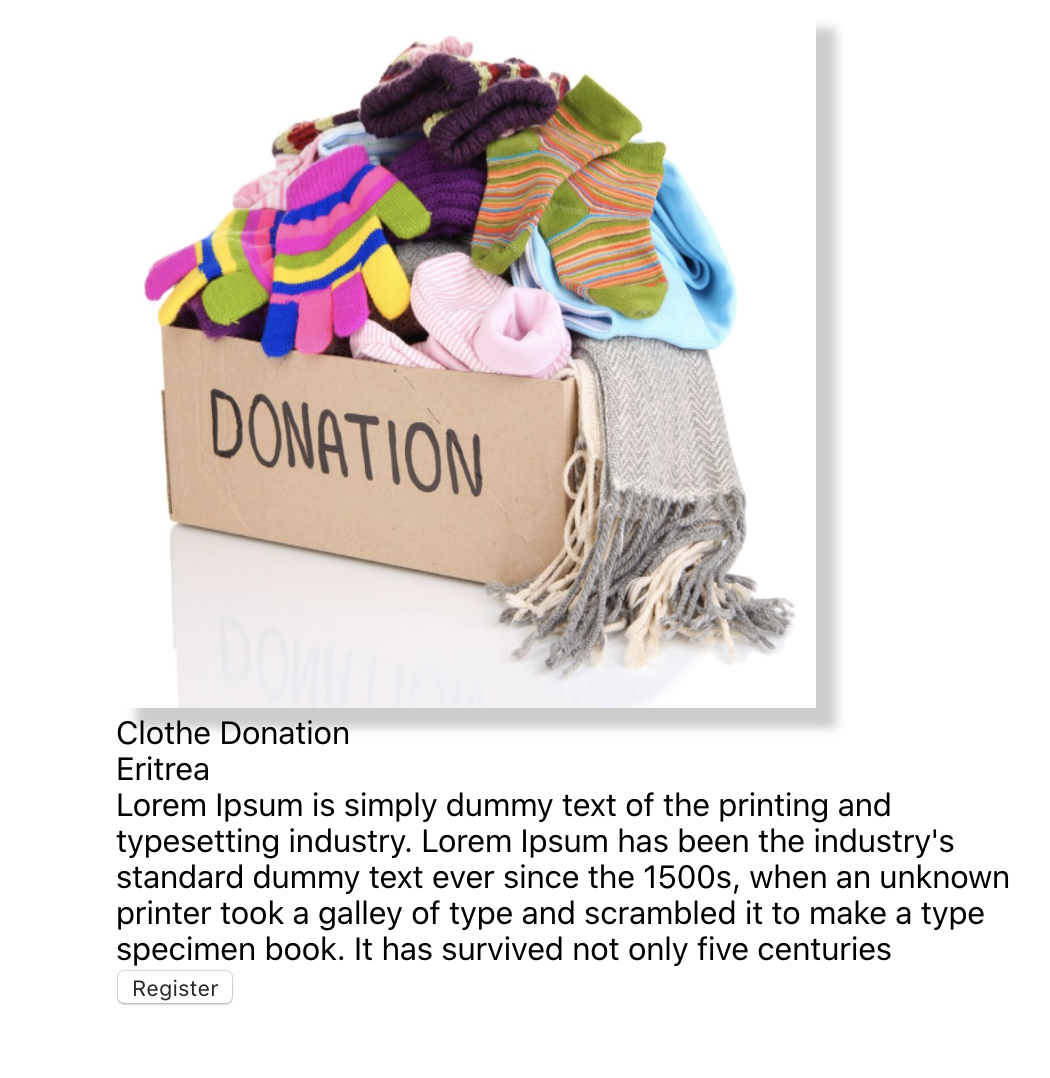 DONATION
Clothe Donation
Eritrea
Lorem Ipsum is simply dummy text of the printing and
typesetting industry. Lorem Ipsum has been the industry's
standard dummy text ever since the 1500s, when an unknown
printer took a galley of type and scrambled it to make a type
specimen book. It has survived not only five centuries
Register